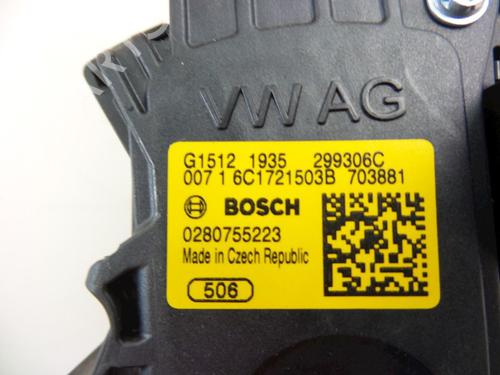 VW AG
G1512 1935 299306C
007 1 6C1721503B 703881
BOSCH
0280755223
Made in Czech Republic
506